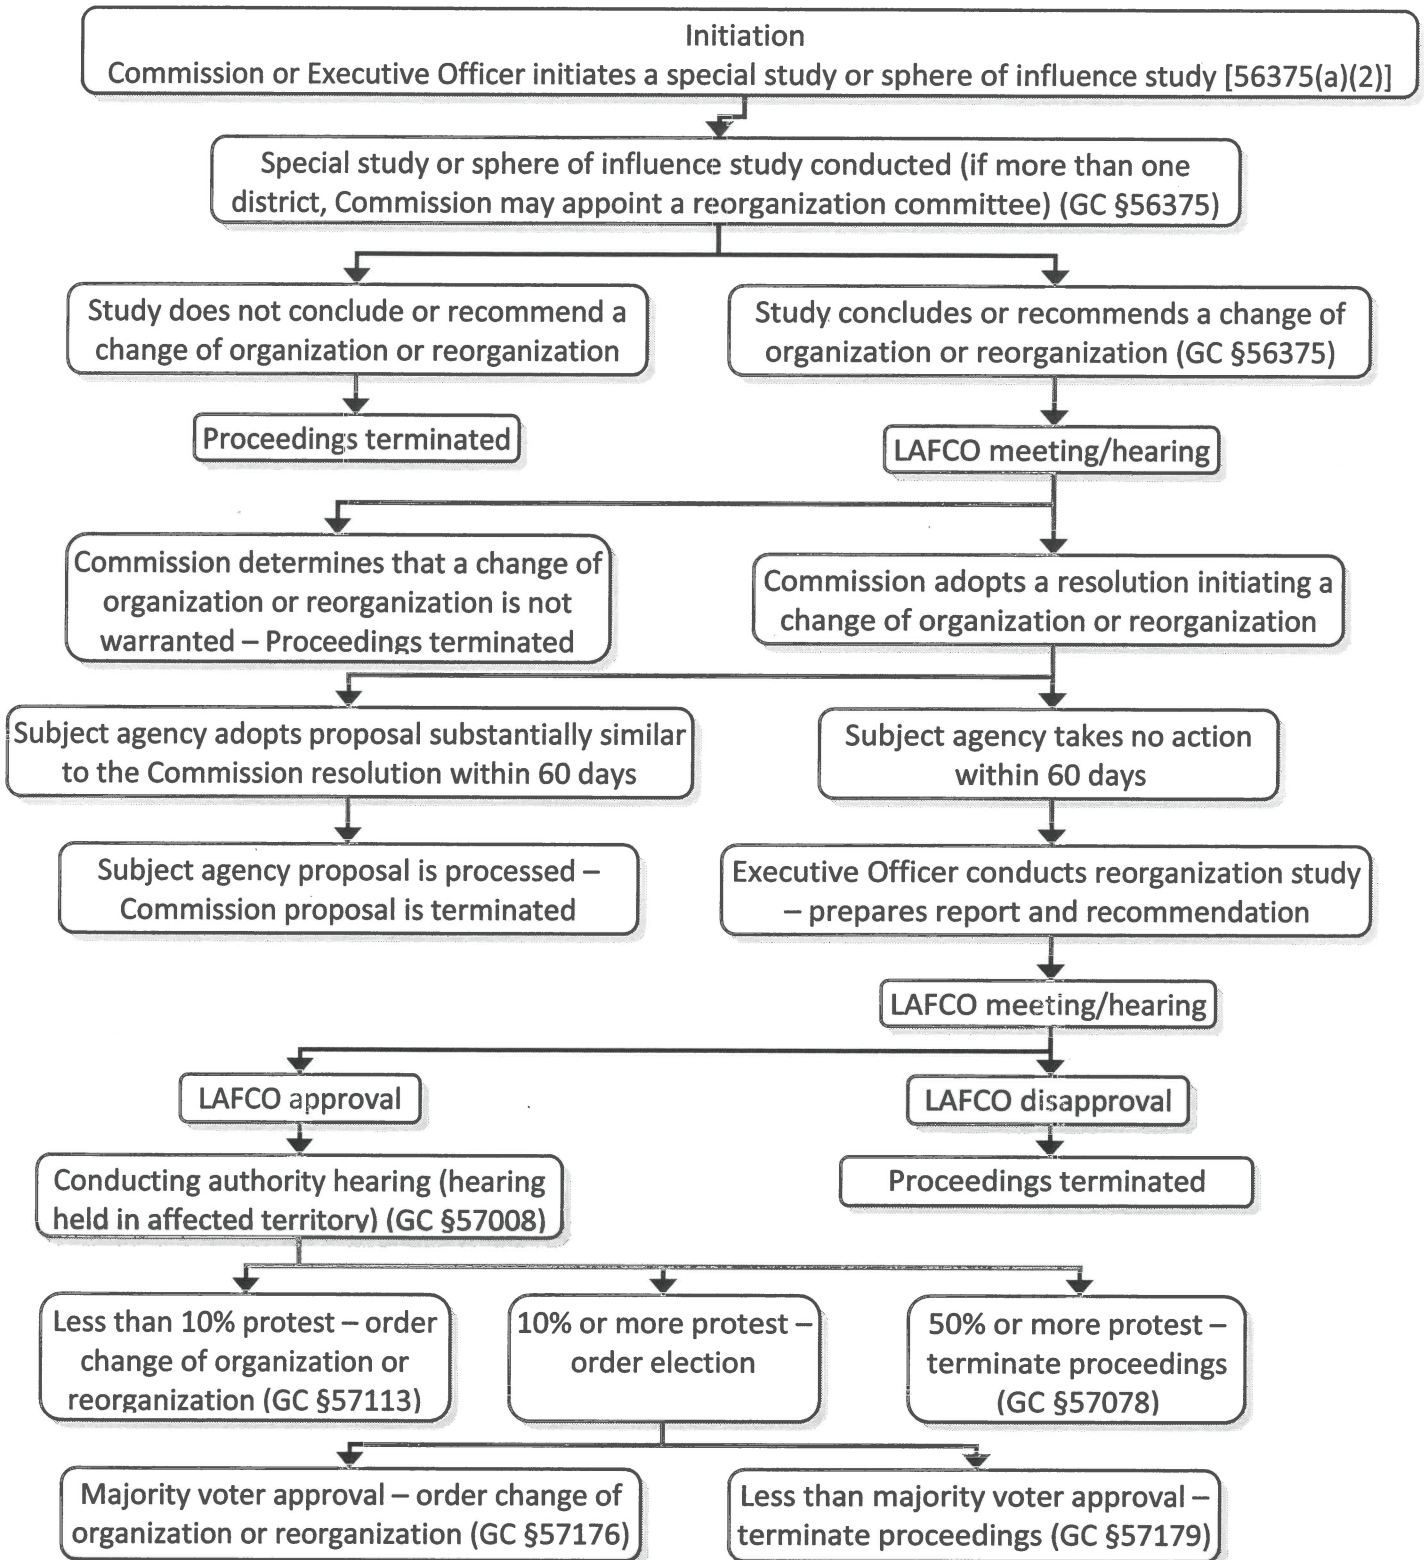 Initiation
Commission or Executive Officer initiates a special study or sphere of influence study [56375(a)(2)]
Special study or sphere of influence study conducted (if more than one
district, Commission may appoint a reorganization committee) (GC §56375)
Study does not conclude or recommend a
change of organization or reorganization
Study concludes or recommends a change of
organization or reorganization (GC §56375)
Proceedings terminated
LAFCO meeting/hearing
Commission determines that a change of
organization or reorganization is not
warranted – Proceedings terminated
Commission adopts a resolution initiating a
change of organization or reorganization
Subject agency adopts proposal substantially similar
to the Commission resolution within 60 days
Subject agency takes no action
within 60 days
Subject agency proposal is processed –
Commission proposal is terminated
Executive Officer conducts reorganization study
– prepares report and recommendation
LAFCO meeting/hearing
LAFCO approval
LAFCO disapproval
Conducting authority hearing (hearing
held in affected territory) (GC §57008)
Proceedings terminated
Less than 10% protest – order
change of organization or
reorganization (GC §57113)
10% or more protest –
order election
50% or more protest –
terminate proceedings
(GC §57078)
Majority voter approval – order change of
organization or reorganization (GC §57176)
Less than majority voter approval –
terminate proceedings (GC §57179)